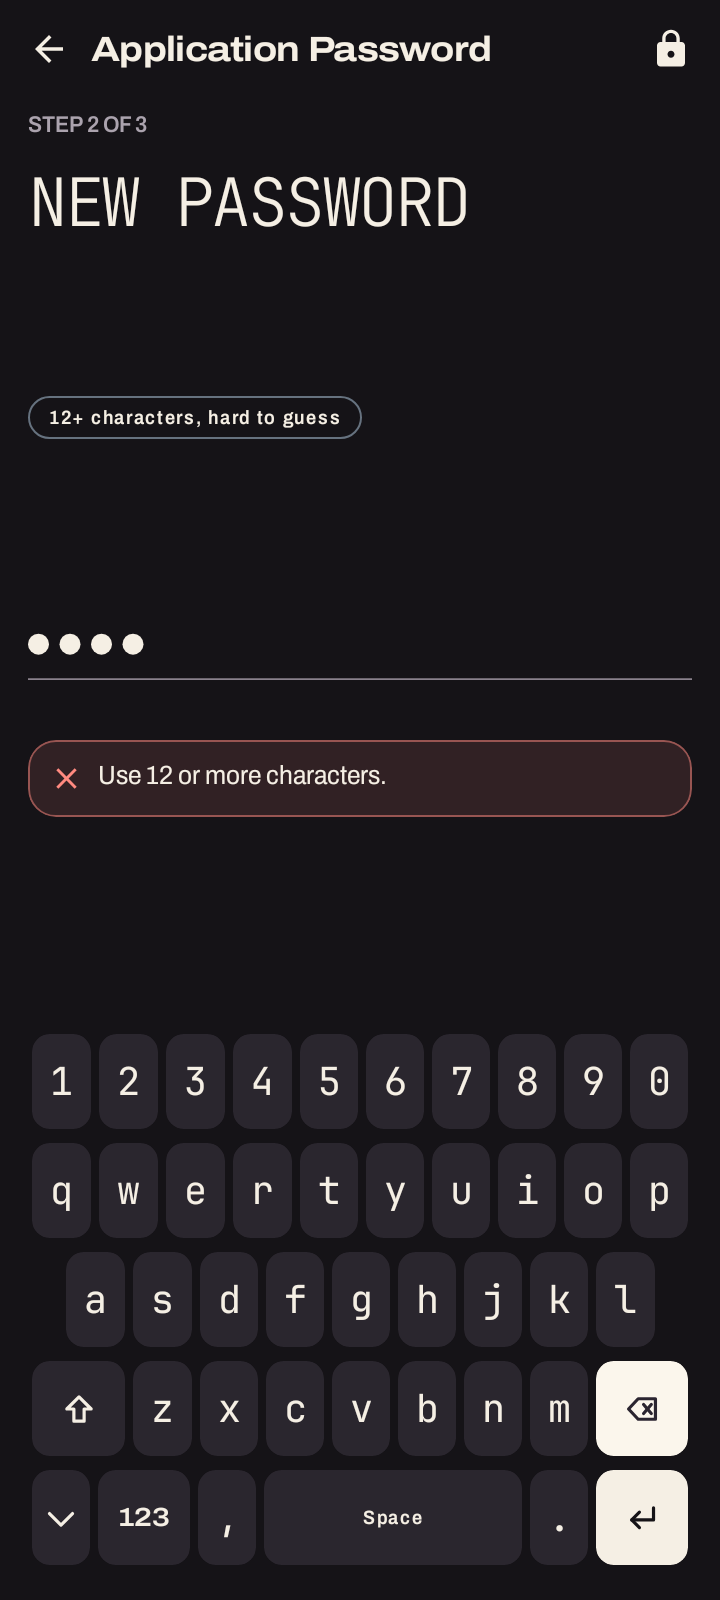 Application Password
STEP 2 OF 3
NEW PASSWORD
12+ characters, hard to guess
Use 12 or more characters.
1 2 3 4 5 6 7 8 9 0
q w e r t y u i o p
a s d f g h j k l
z x c v b n m
123 , Space .